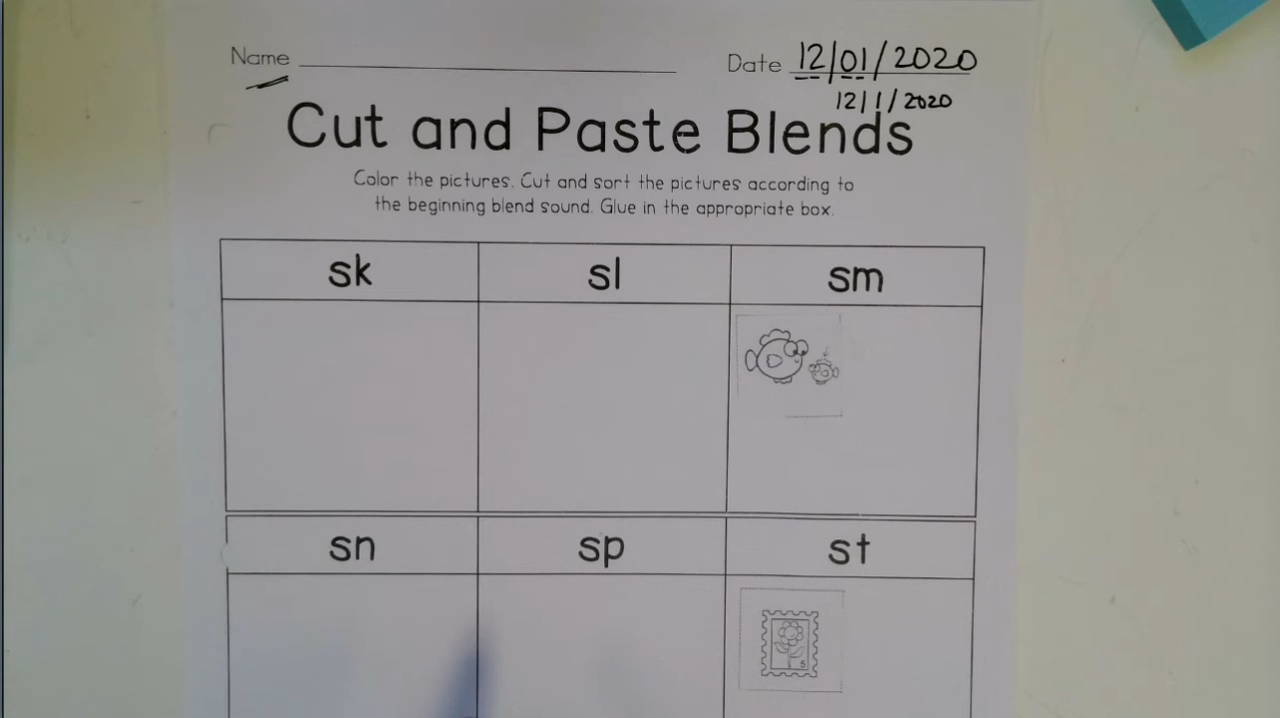 Name Date 12/01/2020
12/1/2020
Cut and Paste Blends
Color the pictures. Cut and sort the pictures according to
the beginning blend sound. Glue in the appropriate box.
sk sl sm
sn sp st
5